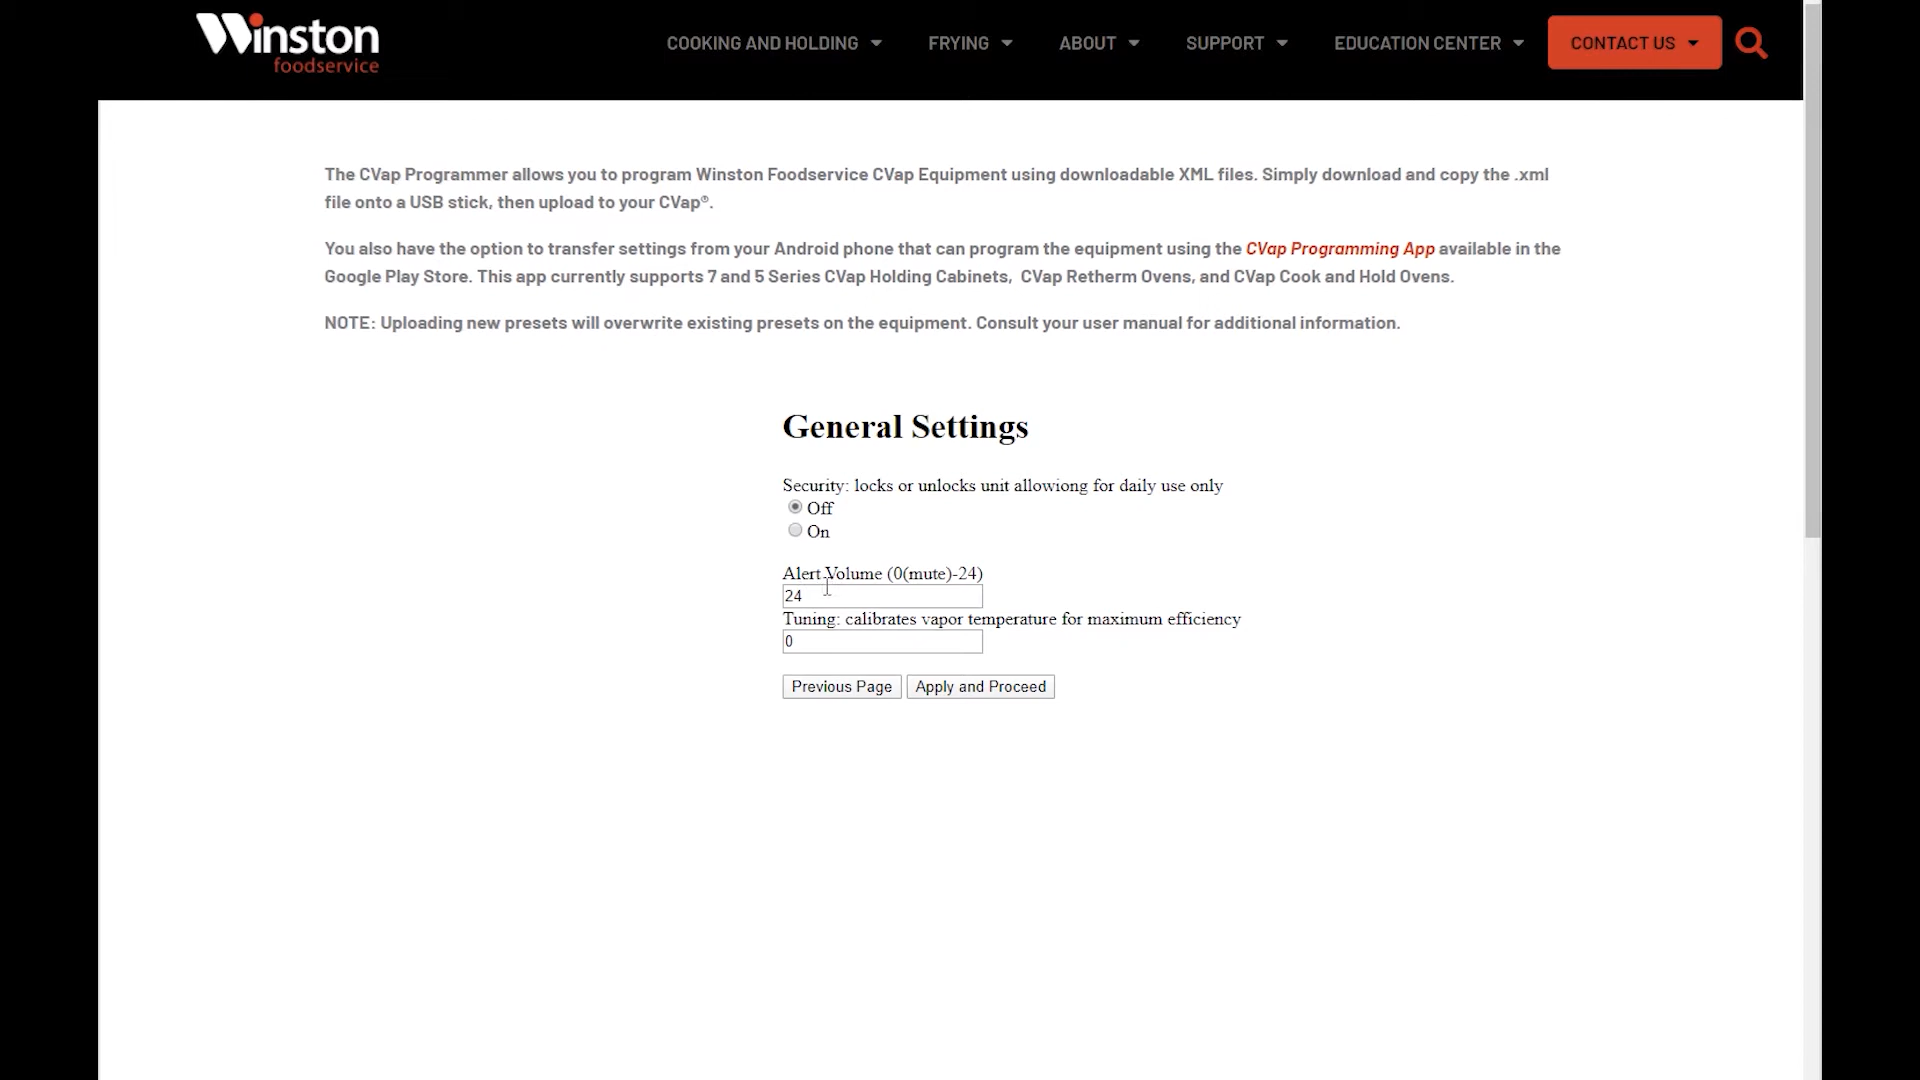 Winston
foodservice
COOKING AND HOLDING
FRYING
ABOUT
SUPPORT
EDUCATION CENTER
CONTACT US
The CVap Programmer allows you to program Winston Foodservice CVap Equipment using downloadable XML files. Simply download and copy the .xml
file onto a USB stick, then upload to your CVap®.
You also have the option to transfer settings from your Android phone that can program the equipment using the CVap Programming App available in the
Google Play Store. This app currently supports 7 and 5 Series CVap Holding Cabinets, CVap Retherm Ovens, and CVap Cook and Hold Ovens.
NOTE: Uploading new presets will overwrite existing presets on the equipment. Consult your user manual for additional information.
General Settings
Security: locks or unlocks unit allowiong for daily use only
Off
On
Alert Volume (0(mute)-24)
24
Tuning: calibrates vapor temperature for maximum efficiency
0
Previous Page
Apply and Proceed